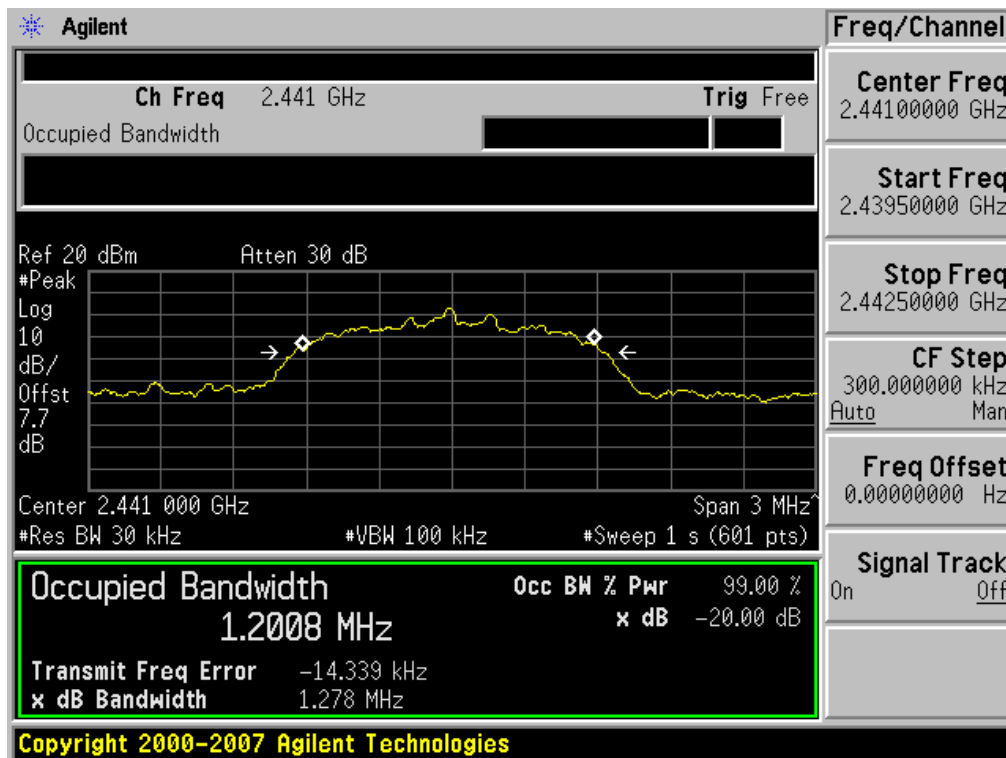 Agilent
Freq/Channel
Ch Freq 2.441 GHz Trig Free
Occupied Bandwidth
Center Freq
2.44100000 GHz
Start Freq
2.43950000 GHz
Stop Freq
2.44250000 GHz
CF Step
300.000000 kHz
Auto Man
Freq Offset
0.00000000 Hz
Signal Track
On Off
Ref 20 dBm Atten 30 dB
#Peak
Log
10
dB/
Offst
7.7
dB
Center 2.441 000 GHz Span 3 MHz^
#Res BW 30 kHz #VBW 100 kHz #Sweep 1 s (601 pts)
Occupied Bandwidth
1.2008 MHz
Occ BW % Pwr 99.00 %
x dB -20.00 dB
Transmit Freq Error -14.339 kHz
x dB Bandwidth 1.278 MHz
Copyright 2000-2007 Agilent Technologies